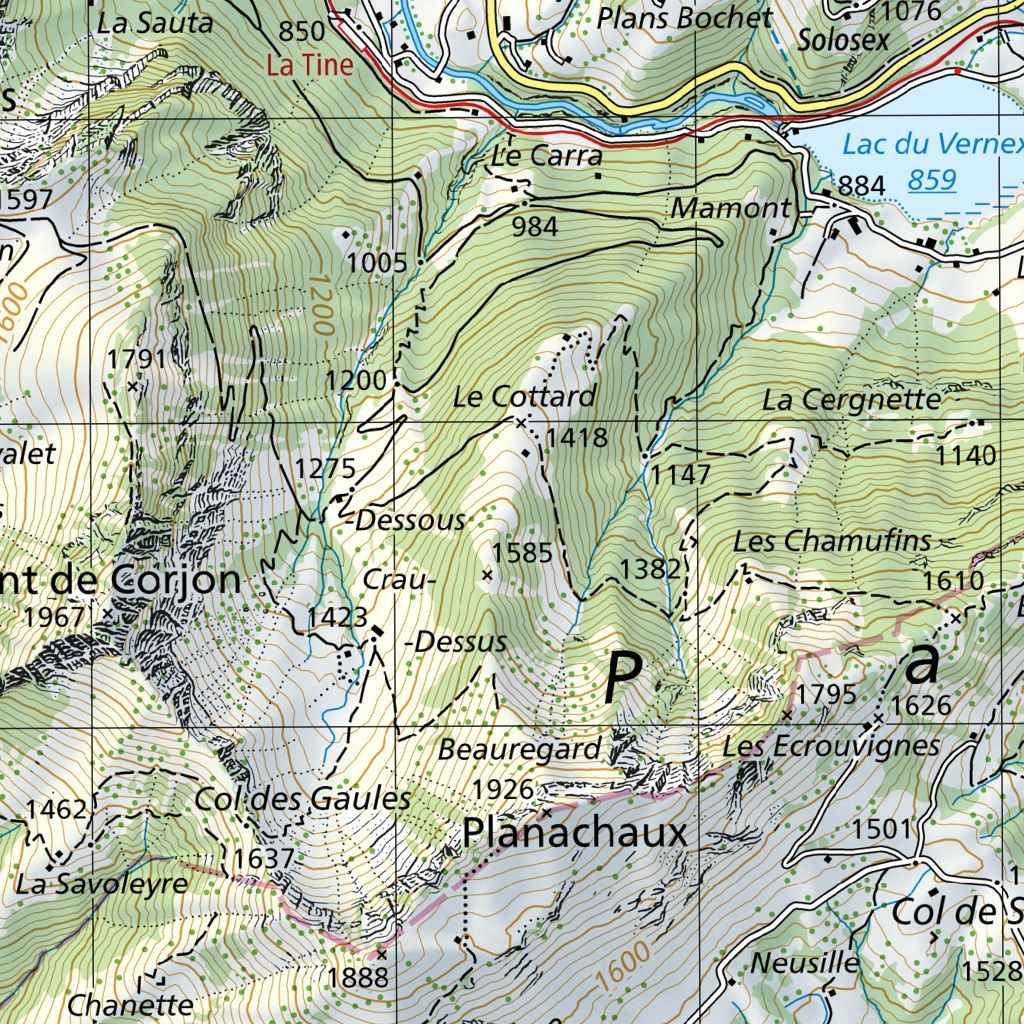 La Sauta
850
La Tine
Plans Bochet
1076
Solosex
s
Le Carra
Lac du Vernex
859
884
1597
984
Mamont
n
1005
1600
1200
1791
1200
Le Cottard
La Cergnette
1418
valet
1275
1147
1140
s
-Dessous
1585
Les Chamufins
nt de Corjon
Crau-
1382
1610
1967
1423
-Dessus
P
a
1795
1626
Beauregard
Les Ecrouvignes
1926
1462
Col des Gaules
Planachaux
1501
1637
La Savoleyre
Col de S
1888
1600
Neusille
1528
Chanette